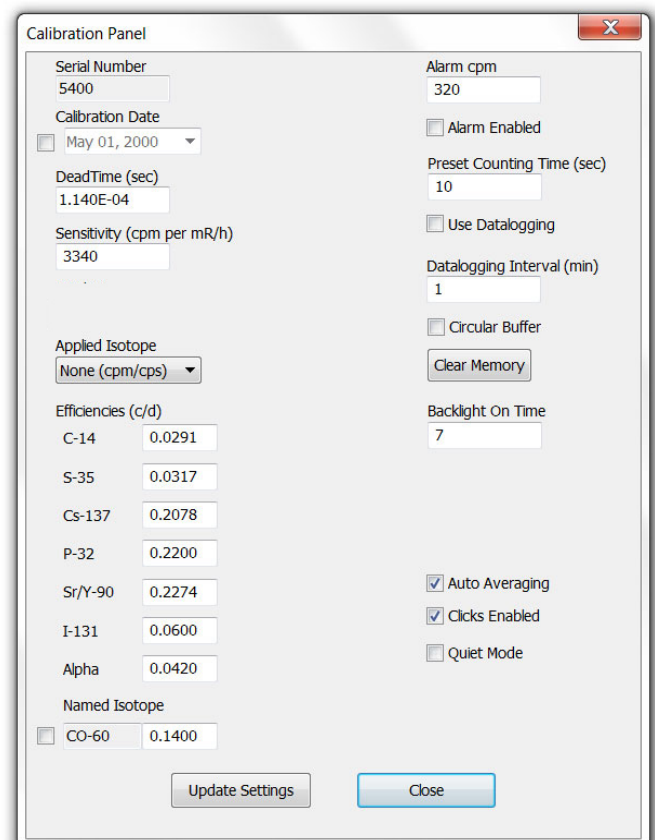 Calibration Panel
Serial Number
5400
Calibration Date
May 01, 2000
DeadTime (sec)
1.140E-04
Sensitivity (cpm per mR/h)
3340
Applied Isotope
None (cpm/cps)
Efficiencies (c/d)
C-14 0.0291
S-35 0.0317
Cs-137 0.2078
P-32 0.2200
Sr/Y-90 0.2274
I-131 0.0600
Alpha 0.0420
Named Isotope
CO-60 0.1400
Alarm cpm
320
Alarm Enabled
Preset Counting Time (sec)
10
Use Datalogging
Datalogging Interval (min)
1
Circular Buffer
Clear Memory
Backlight On Time
7
Auto Averaging
Clicks Enabled
Quiet Mode
Update Settings
Close